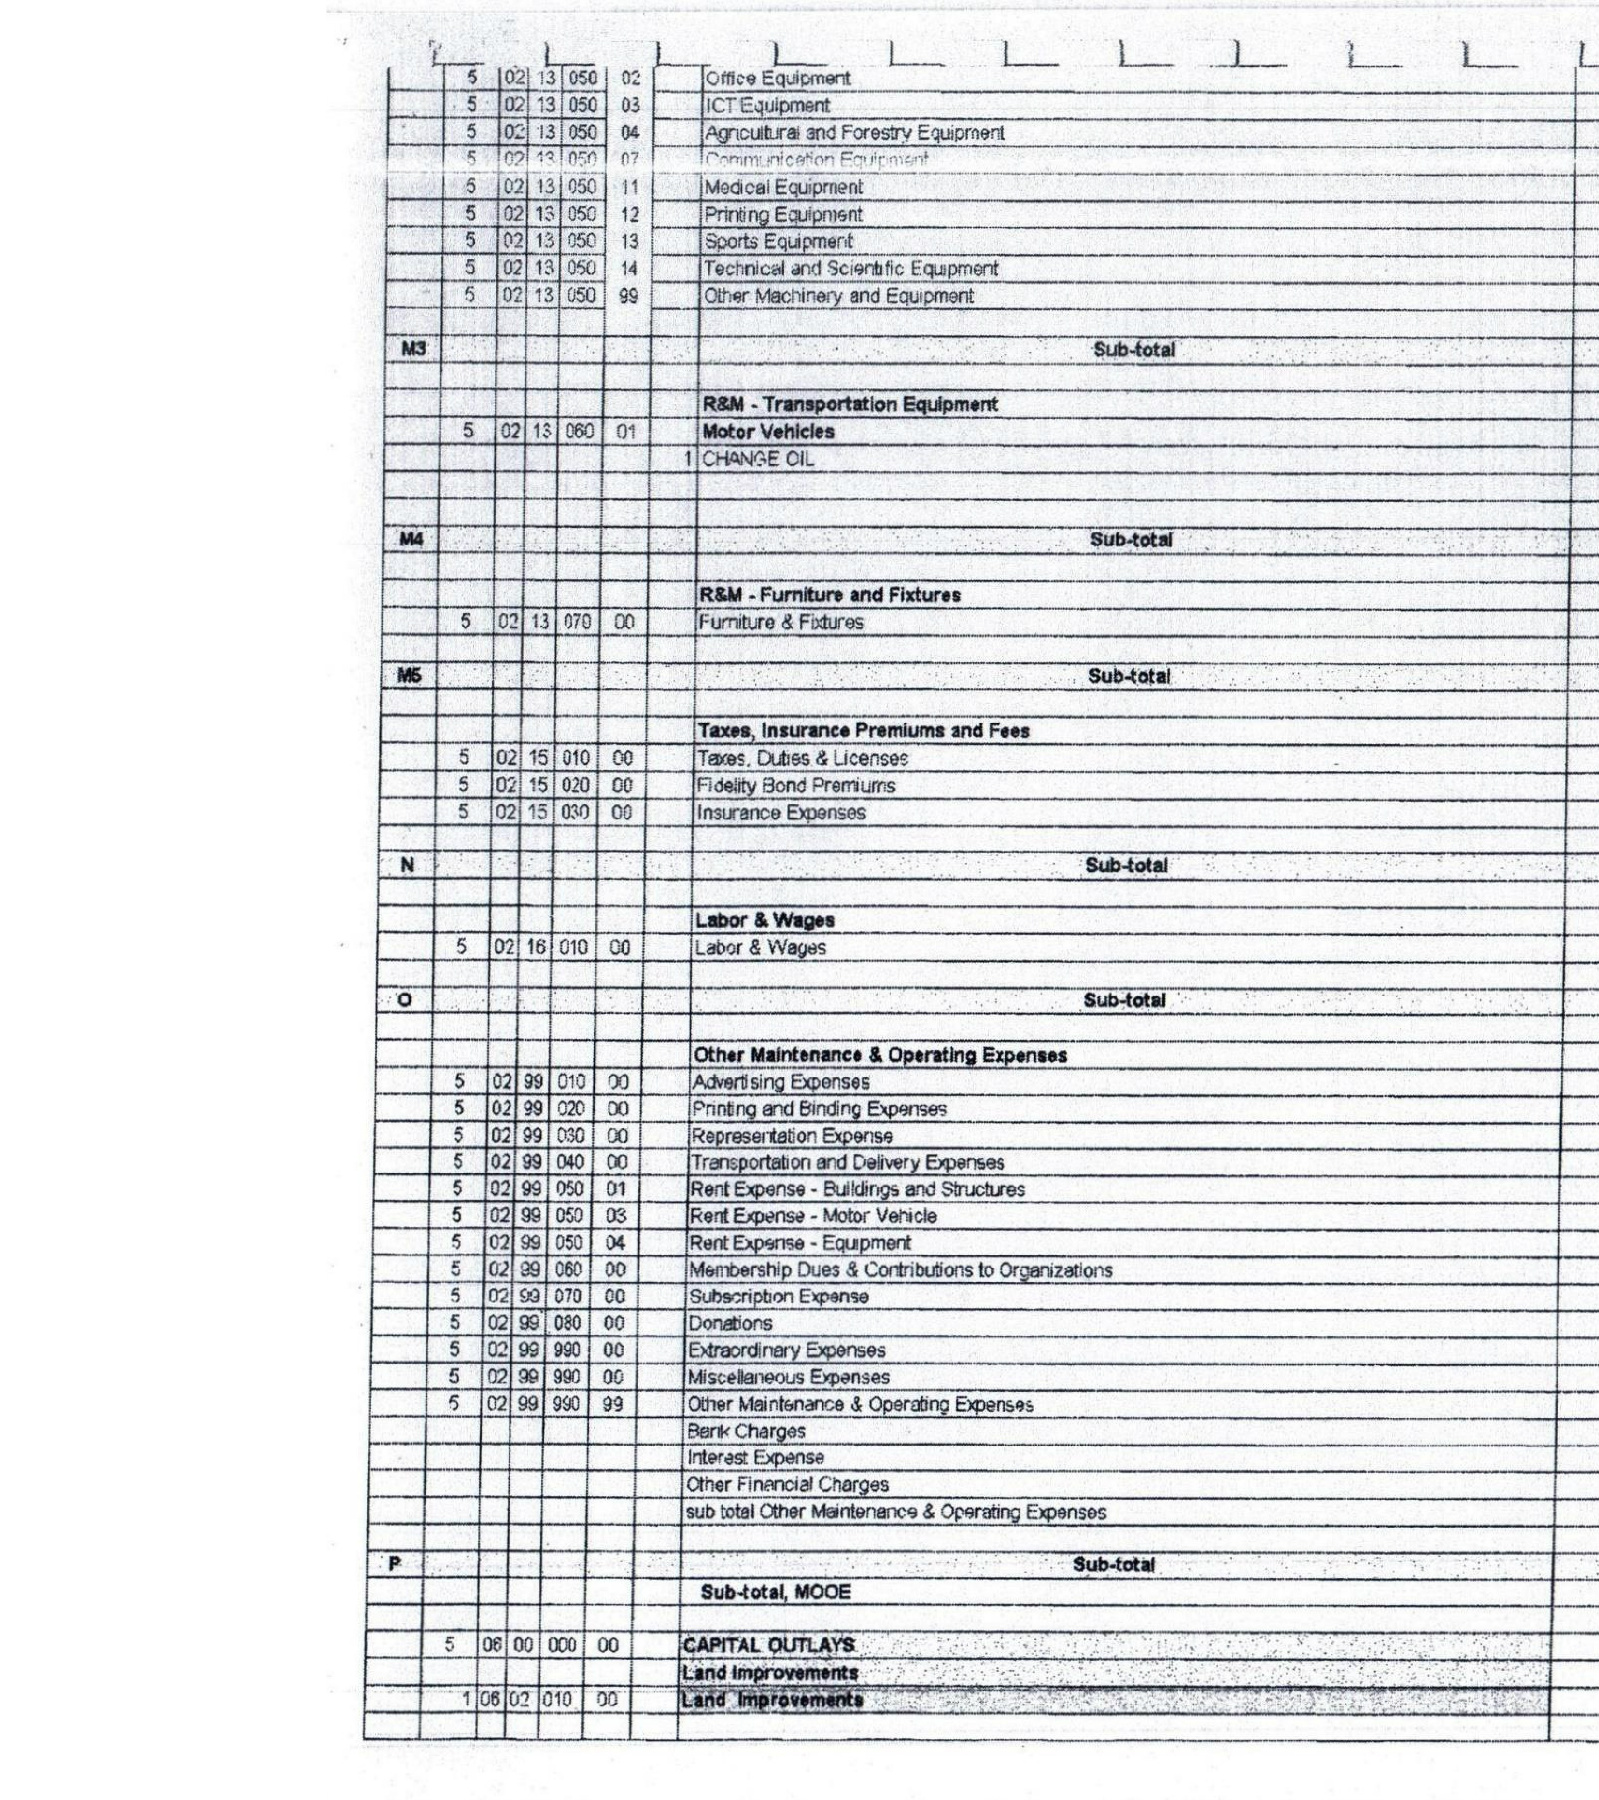 5 02 13 050 02 Office Equipment
5 02 13 050 03 ICT Equipment
5 02 13 050 04 Agricultural and Forestry Equipment
5 02 13 050 07 Communication Equipment
5 02 13 050 11 Medical Equipment
5 02 13 050 12 Printing Equipment
5 02 13 050 13 Sports Equipment
5 02 13 050 14 Technical and Scientific Equipment
5 02 13 050 99 Other Machinery and Equipment
M3 Sub-total
R&M - Transportation Equipment
5 02 13 060 01 Motor Vehicles
1 CHANGE OIL
M4 Sub-total
R&M - Furniture and Fixtures
5 02 13 070 00 Furniture & Fixtures
M5 Sub-total
Taxes, Insurance Premiums and Fees
5 02 15 010 00 Taxes, Duties & Licenses
5 02 15 020 00 Fidelity Bond Premiums
5 02 15 030 00 Insurance Expenses
N Sub-total
Labor & Wages
5 02 16 010 00 Labor & Wages
O Sub-total
Other Maintenance & Operating Expenses
5 02 99 010 00 Advertising Expenses
5 02 99 020 00 Printing and Binding Expenses
5 02 99 030 00 Representation Expense
5 02 99 040 00 Transportation and Delivery Expenses
5 02 99 050 01 Rent Expense - Buildings and Structures
5 02 99 050 03 Rent Expense - Motor Vehicle
5 02 99 050 04 Rent Expense - Equipment
5 02 99 060 00 Membership Dues & Contributions to Organizations
5 02 99 070 00 Subscription Expense
5 02 99 080 00 Donations
5 02 99 990 00 Extraordinary Expenses
5 02 99 990 00 Miscellaneous Expenses
5 02 99 990 99 Other Maintenance & Operating Expenses
Bank Charges
Interest Expense
Other Financial Charges
sub total Other Maintenance & Operating Expenses
P Sub-total
Sub-total, MOOE
5 06 00 000 00 CAPITAL OUTLAYS
Land Improvements
1 06 02 010 00 Land Improvements